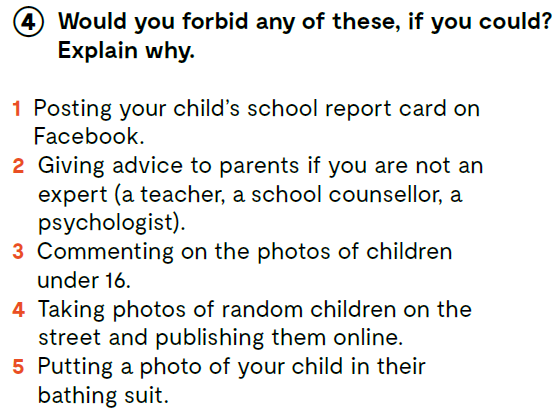 4 Would you forbid any of these, if you could?
Explain why.
1 Posting your child's school report card on
Facebook.
2 Giving advice to parents if you are not an
expert (a teacher, a school counsellor, a
psychologist).
3 Commenting on the photos of children
under 16.
4 Taking photos of random children on the
street and publishing them online.
5 Putting a photo of your child in their
bathing suit.